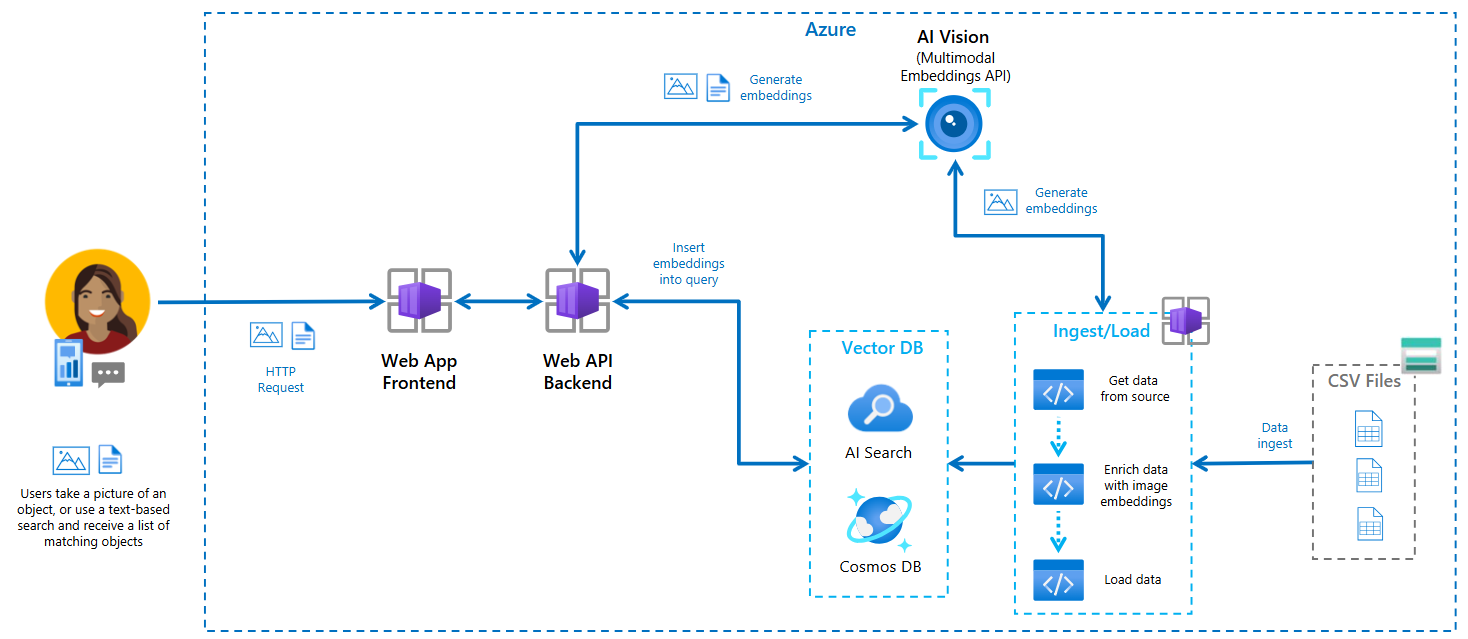 Azure
AI Vision
(Multimodal
Embeddings API)
Generate
embeddings
Generate
embeddings
Insert
embeddings
into query
HTTP
Request
Web App
Frontend
Web API
Backend
Users take a picture of an
object, or use a text-based
search and receive a list of
matching objects
Vector DB
AI Search
Cosmos DB
Ingest/Load
Get data
from source
Enrich data
with image
embeddings
Load data
Data
ingest
CSV Files